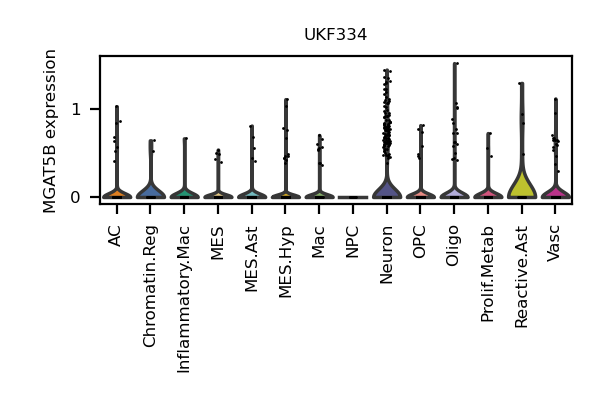 UKF334
MGAT5B expression
1
0
AC
Chromatin.Reg
Inflammatory.Mac
MES
MES.Ast
MES.Hyp
Mac
NPC
Neuron
OPC
Oligo
Prolif.Metab
Reactive.Ast
Vasc